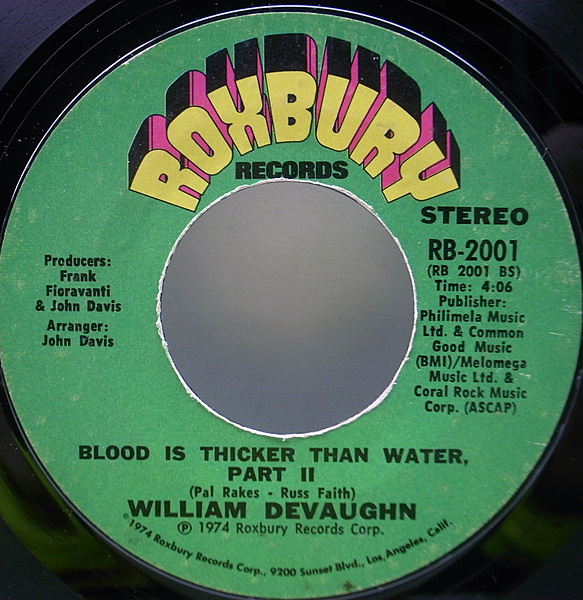 ROXBURY
RECORDS
STEREO
RB-2001
(RB 2001 BS)
Time: 4:06
Publisher:
Philimela Music
Ltd. & Common
Good Music
(BMI)/Melomega
Music Ltd. &
Coral Rock Music
Corp. (ASCAP)
Producers:
Frank
Fioravanti
& John Davis
Arranger:
John Davis
BLOOD IS THICKER THAN WATER,
PART II
(Pal Rakes - Russ Faith)
WILLIAM DEVAUGHN
℗ 1974 Roxbury Records Corp.
©1974 Roxbury Records Corp., 9200 Sunset Blvd., Los Angeles, Calif.